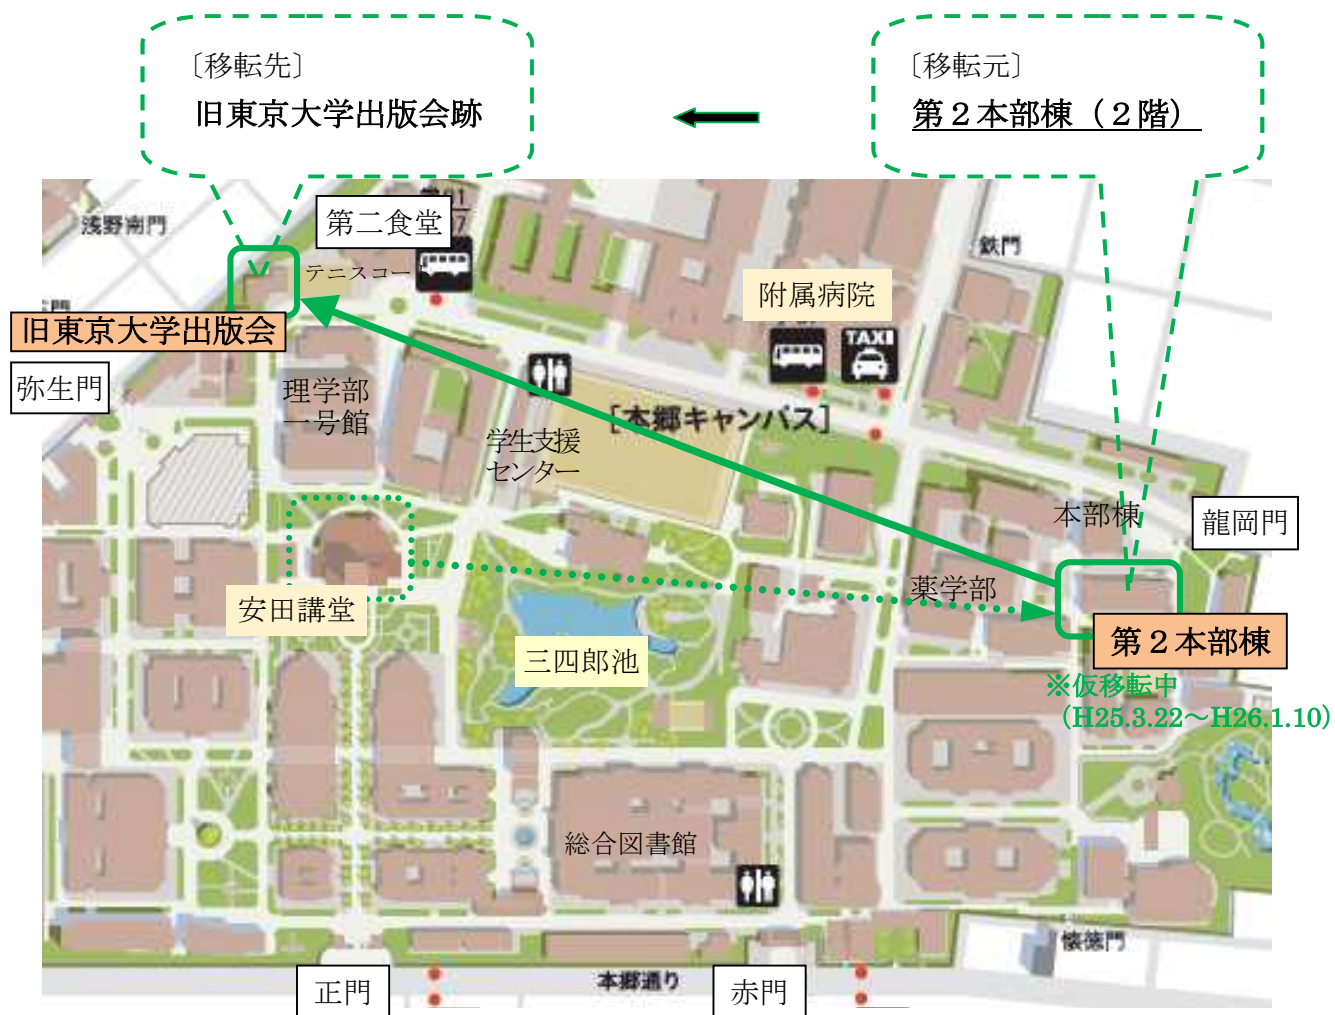 〔移転先〕
旧東京大学出版会跡
〔移転元〕
第２本部棟（２階）
浅野南門
第二食堂
テニスコー
鉄門
附属病院
TAXI
旧東京大学出版会
弥生門
理学部
一号館
[本郷キャンパス]
学生支援
センター
本部棟
龍岡門
薬学部
安田講堂
三四郎池
第２本部棟
※仮移転中
（H25.3.22～H26.1.10）
総合図書館
懐徳門
正門
本郷通り
赤門